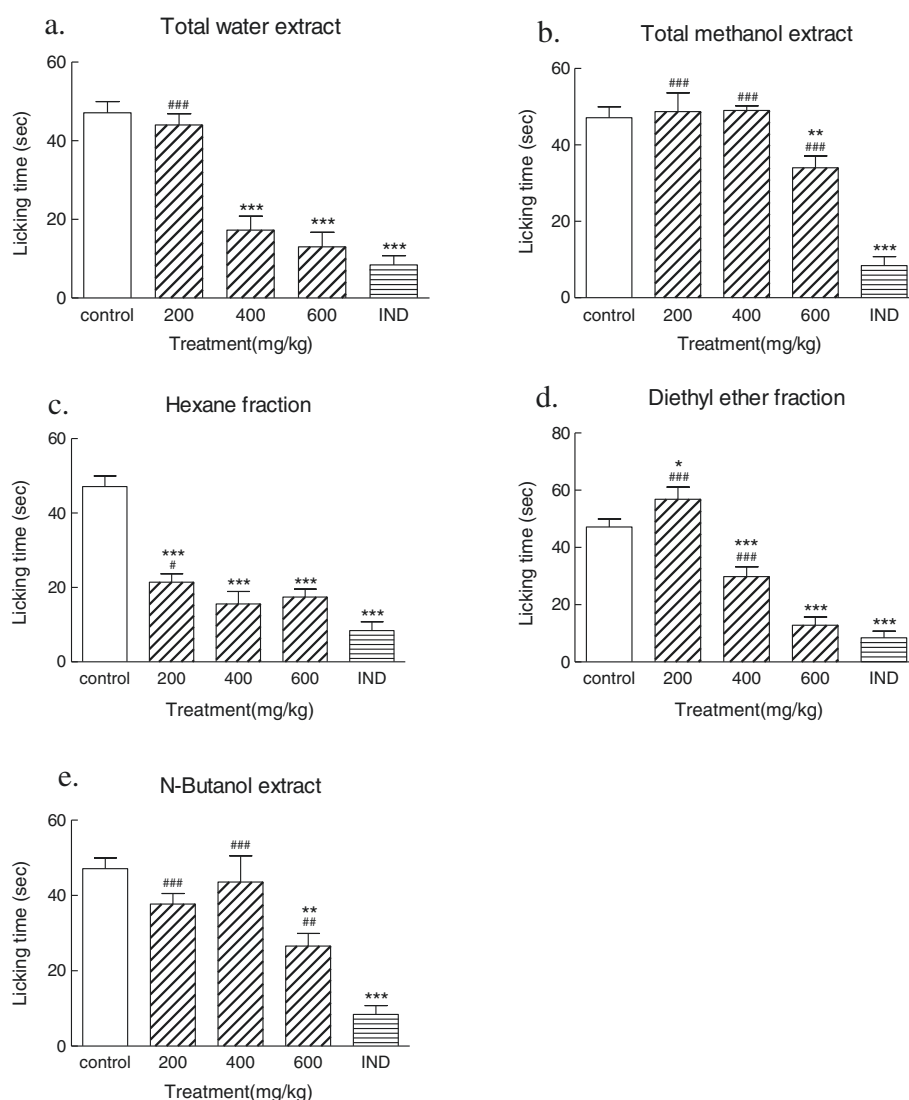 a.
Total water extract
Licking time (sec)
60
40
20
0
###
***
***
***
control 200 400 600 IND
Treatment(mg/kg)
b.
Total methanol extract
Licking time (sec)
60
40
20
0
###
###
**
###
***
control 200 400 600 IND
Treatment(mg/kg)
c.
Hexane fraction
Licking time (sec)
60
40
20
0
***
#
***
***
***
control 200 400 600 IND
Treatment(mg/kg)
d.
Diethyl ether fraction
Licking time (sec)
80
60
40
20
0
*
###
***
###
***
***
control 200 400 600 IND
Treatment(mg/kg)
e.
N-Butanol extract
Licking time (sec)
60
40
20
0
###
###
**
##
***
control 200 400 600 IND
Treatment(mg/kg)